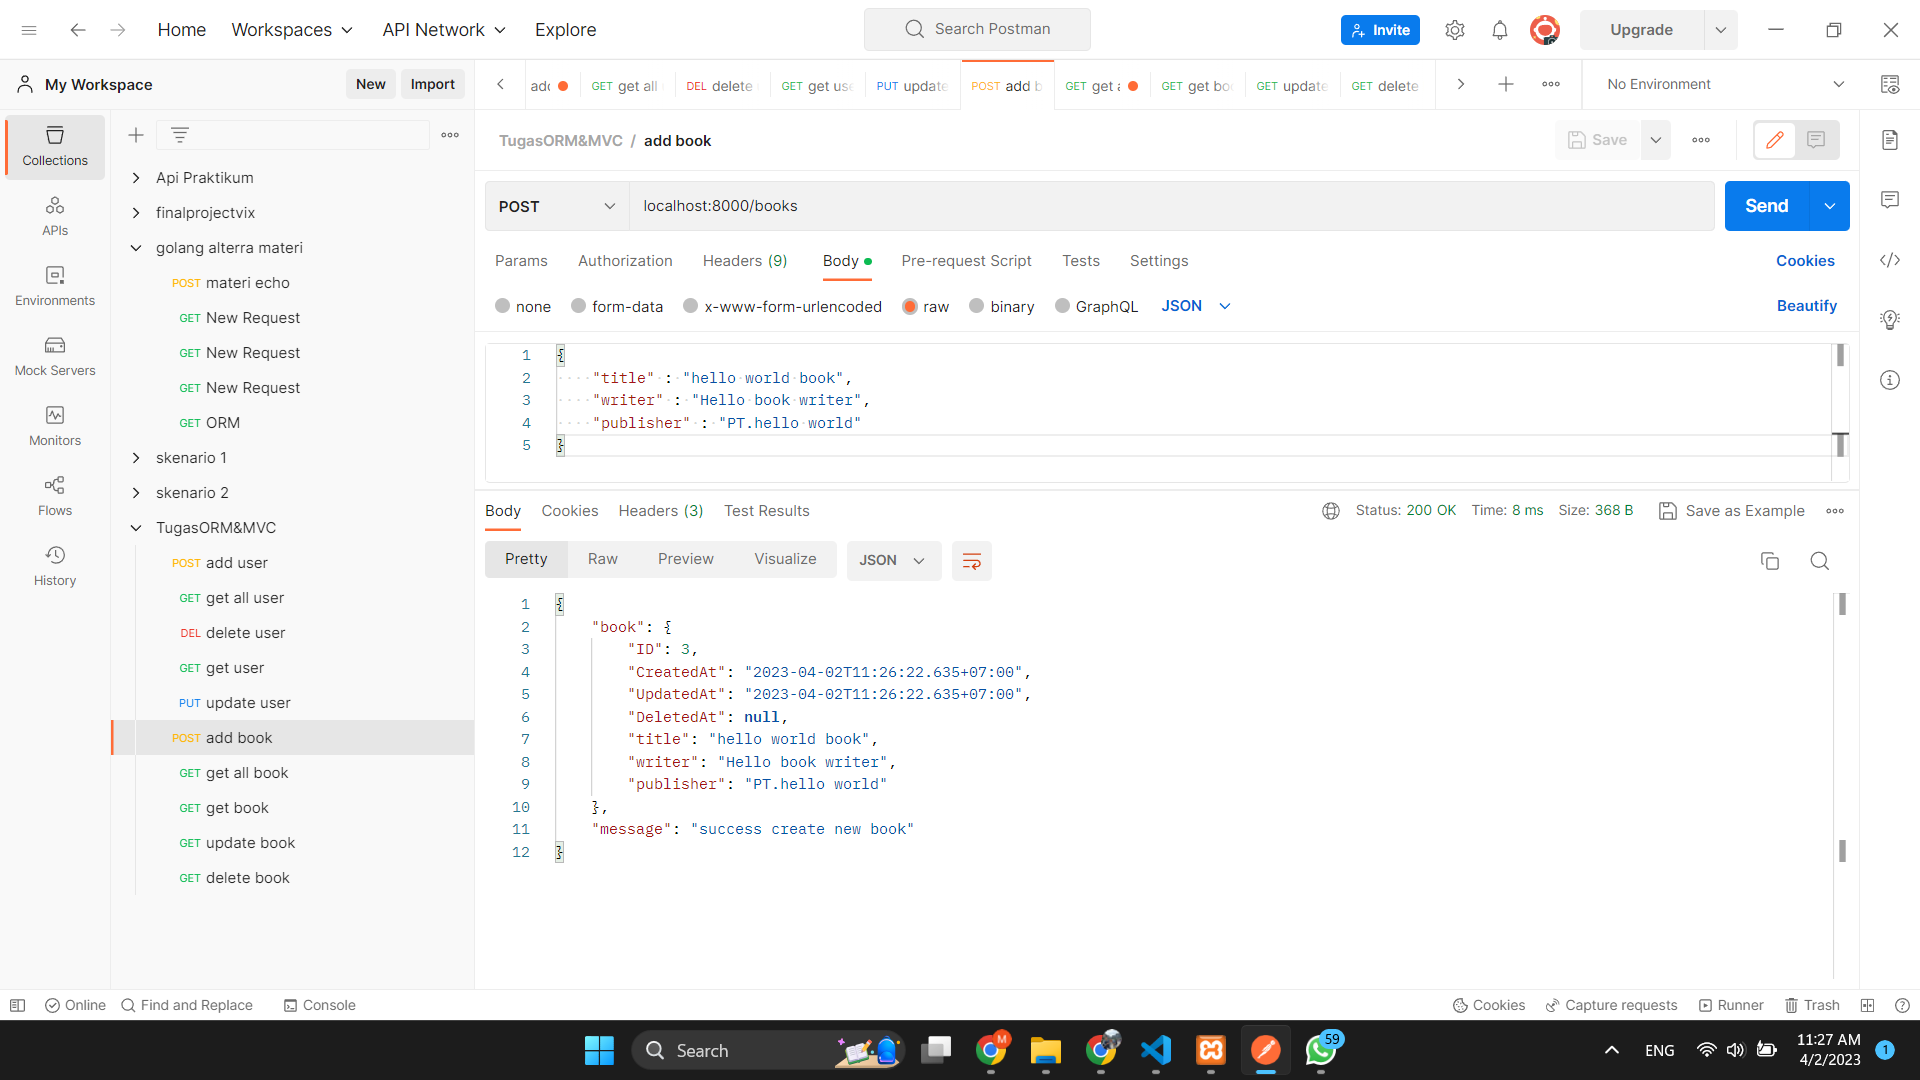 Home
Workspaces
API Network
Explore
Search Postman
Invite
Upgrade
My Workspace
New
Import
GET get all
DEL delete
GET get use
PUT update
POST add b
GET get a
GET get bo
GET update
GET delete
No Environment
Collections
APIs
Environments
Mock Servers
Monitors
Flows
History
Api Praktikum
finalprojectvix
golang alterra materi
POST materi echo
GET New Request
GET New Request
GET New Request
GET ORM
skenario 1
skenario 2
TugasORM&MVC
POST add user
GET get all user
DEL delete user
GET get user
PUT update user
POST add book
GET get all book
GET get book
GET update book
GET delete book
TugasORM&MVC / add book
Save
POST
localhost:8000/books
Send
Params
Authorization
Headers (9)
Body
Pre-request Script
Tests
Settings
Cookies
none
form-data
x-www-form-urlencoded
raw
binary
GraphQL
JSON
Beautify
1 {
2 "title" : "hello world book",
3 "writer" : "Hello book writer",
4 "publisher" : "PT.hello world"
5 }
Body
Cookies
Headers (3)
Test Results
Status: 200 OK
Time: 8 ms
Size: 368 B
Save as Example
Pretty
Raw
Preview
Visualize
JSON
1 {
2 "book": {
3 "ID": 3,
4 "CreatedAt": "2023-04-02T11:26:22.635+07:00",
5 "UpdatedAt": "2023-04-02T11:26:22.635+07:00",
6 "DeletedAt": null,
7 "title": "hello world book",
8 "writer": "Hello book writer",
9 "publisher": "PT.hello world"
10 },
11 "message": "success create new book"
12 }
Online
Find and Replace
Console
Cookies
Capture requests
Runner
Trash
Search
M
59
ENG
11:27 AM
4/2/2023
1